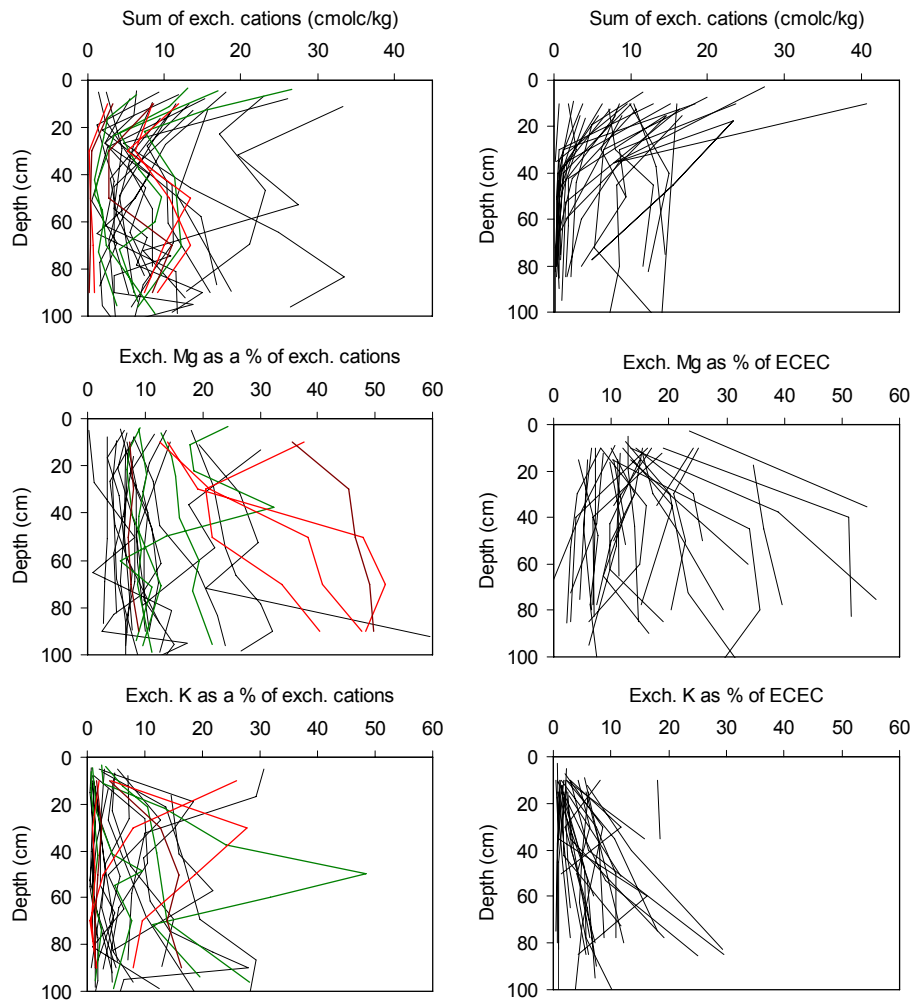 Sum of exch. cations (cmolc/kg)
0 10 20 30 40
0
20
40
60
80
100
Depth (cm)
Sum of exch. cations (cmolc/kg)
0 10 20 30 40
0
20
40
60
80
100
Depth (cm)
Exch. Mg as a % of exch. cations
0 10 20 30 40 50 60
0
20
40
60
80
100
Depth (cm)
Exch. Mg as % of ECEC
0 10 20 30 40 50 60
0
20
40
60
80
100
Depth (cm)
Exch. K as a % of exch. cations
0 10 20 30 40 50 60
0
20
40
60
80
100
Depth (cm)
Exch. K as % of ECEC
0 10 20 30 40 50 60
0
20
40
60
80
100
Depth (cm)